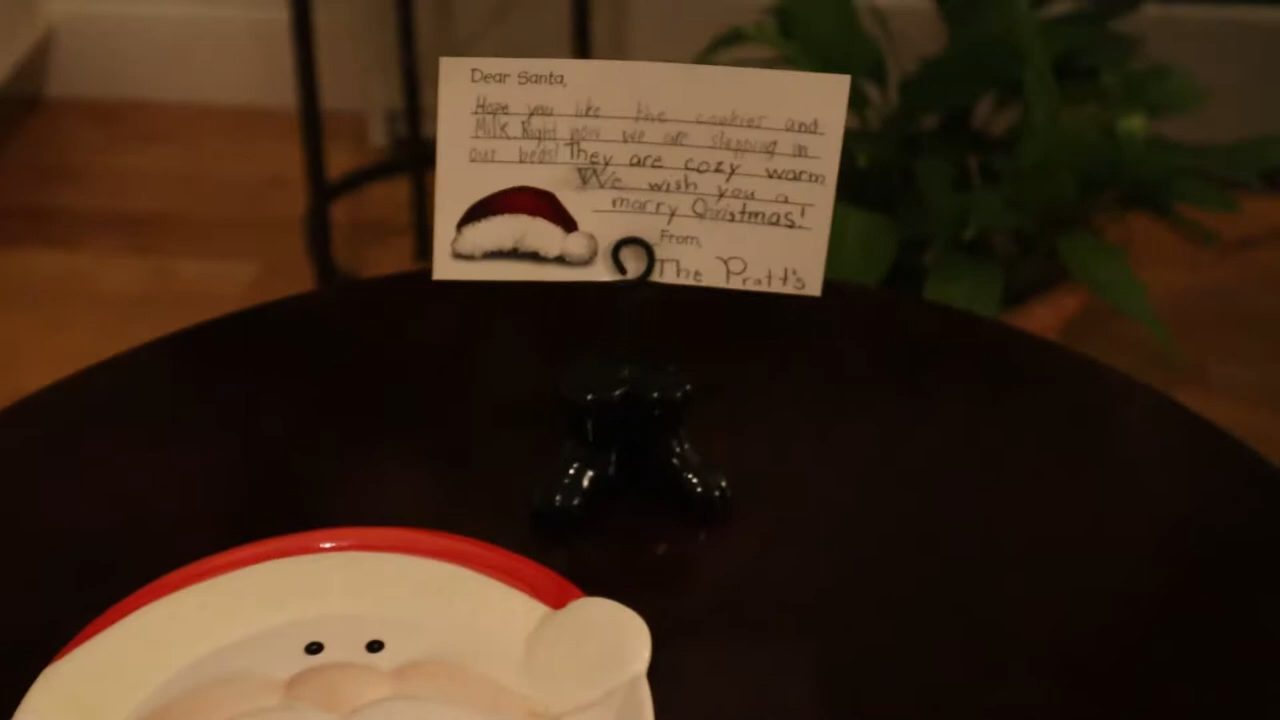 Dear Santa,
Hope you like the cookies and
Milk. Right now we are slepping in
our beds! They are cozy warm
We wish you a
marry Christmas!
From,
The Pratt's